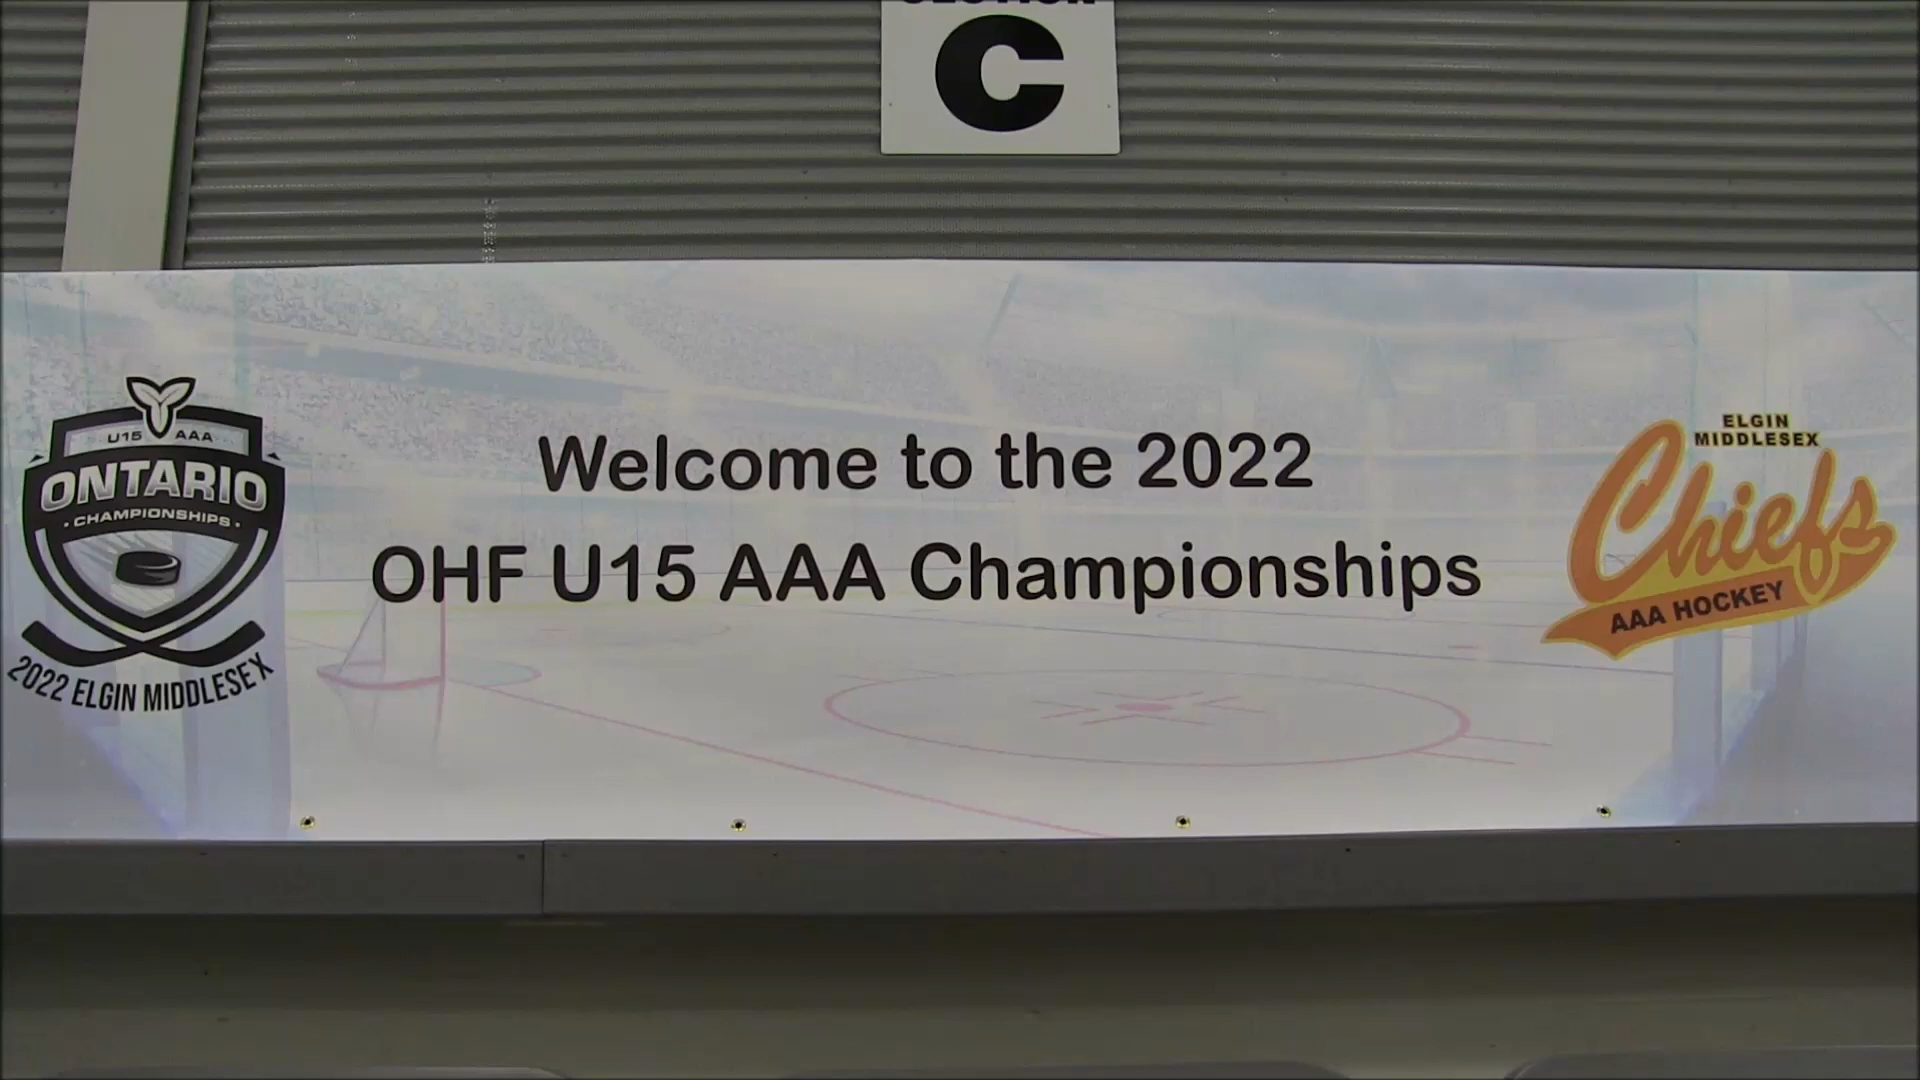 SECTION
C
U15 AAA
ONTARIO
• CHAMPIONSHIPS •
2022 ELGIN MIDDLESEX
Welcome to the 2022
OHF U15 AAA Championships
ELGIN
MIDDLESEX
Chiefs
AAA HOCKEY